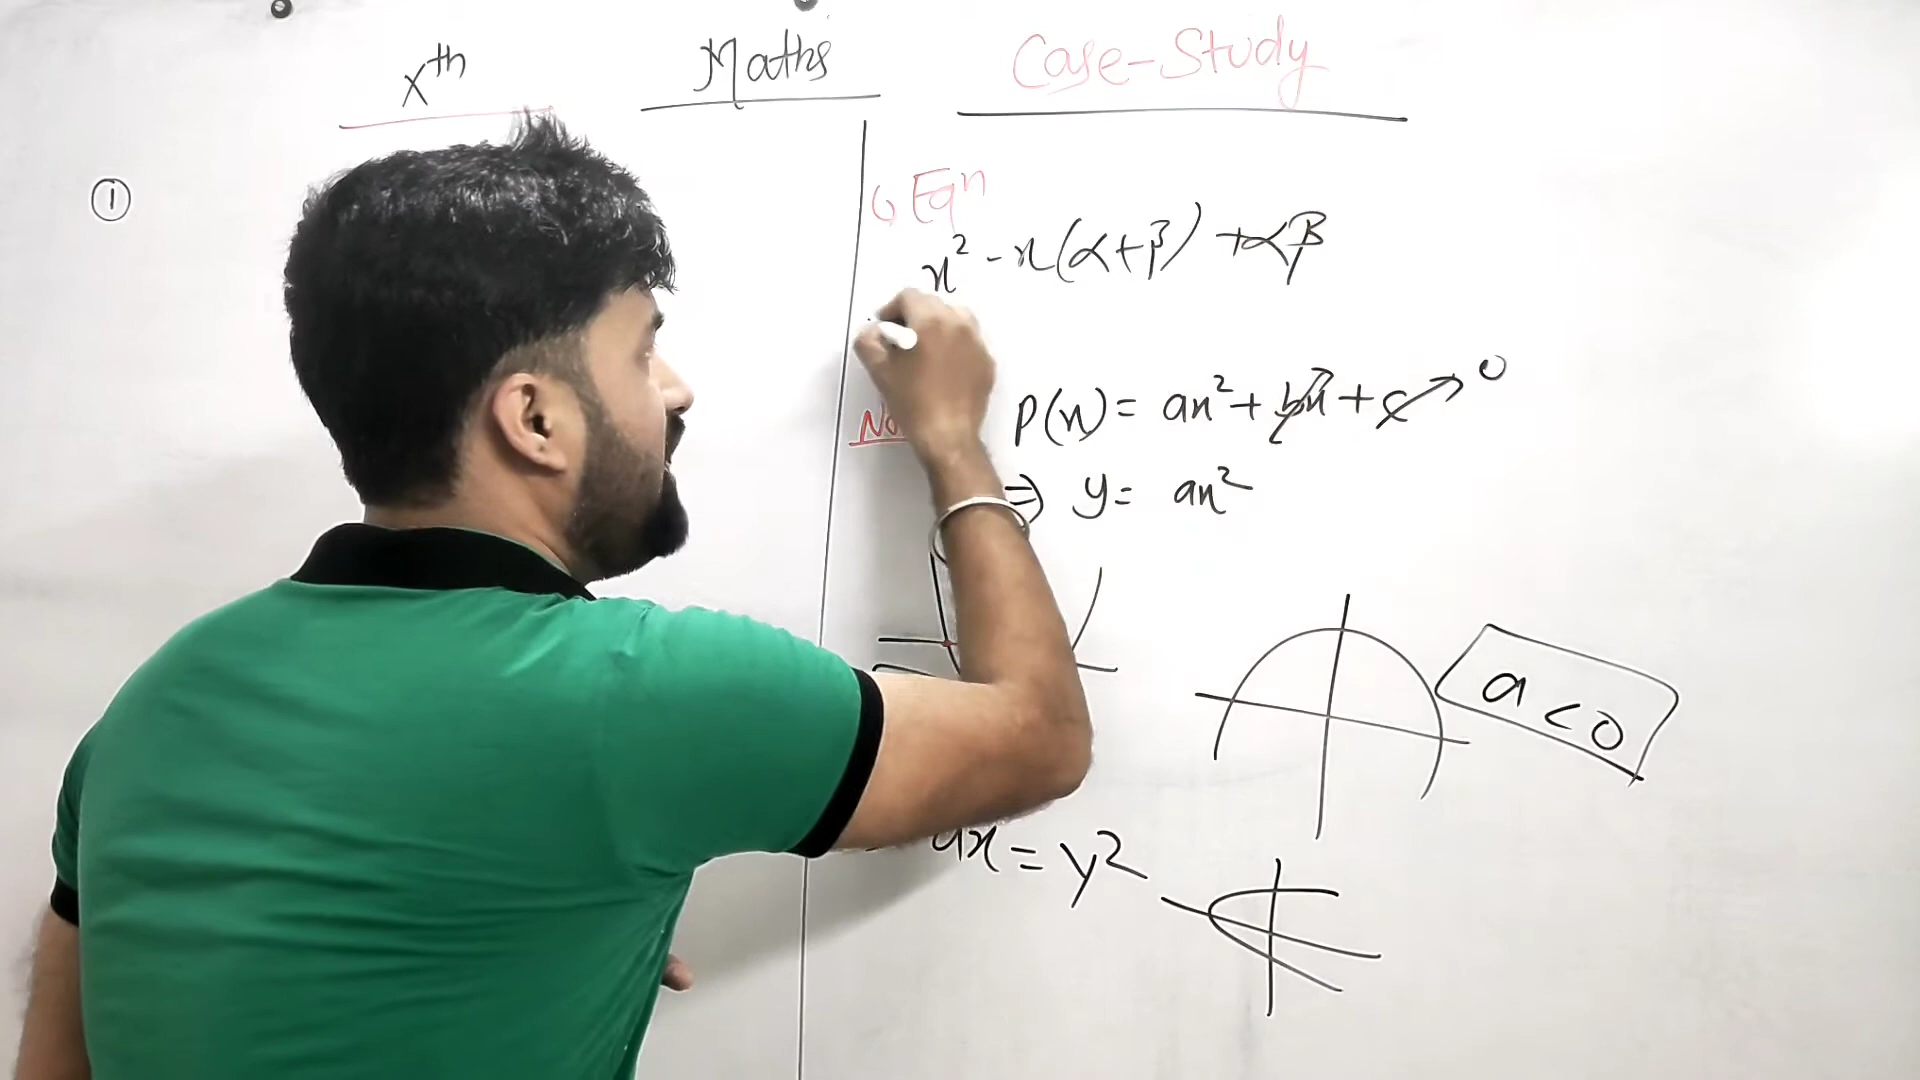 Xth Maths Case-Study
①
↳ Eqn
x² - x(α+β) + αβ
P(x) = ax² + bx + c → 0
⇒ y = ax²
a < 0
ax = y²